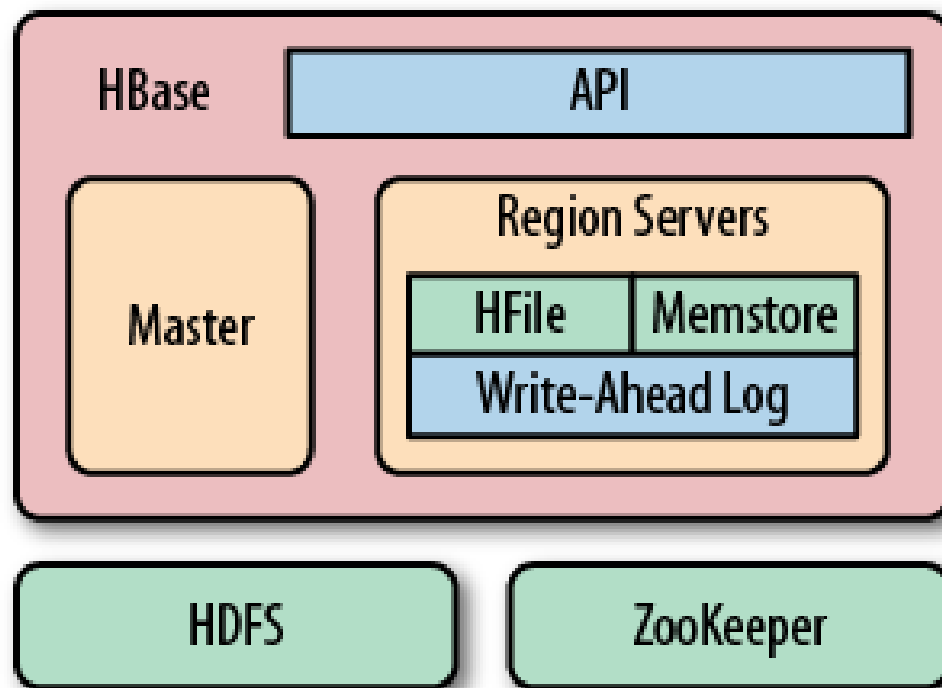 HBase
API
Master
Region Servers
HFile
Memstore
Write-Ahead Log
HDFS
ZooKeeper